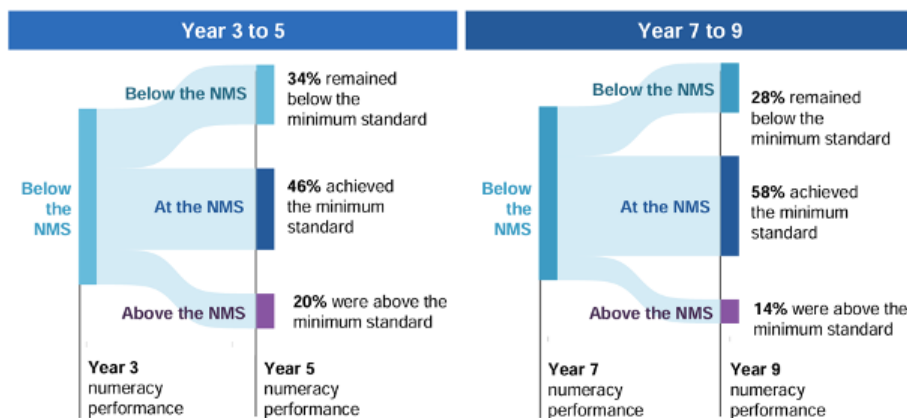 Year 3 to 5
Below the NMS
34% remained
below the
minimum standard
Below
the
NMS
At the NMS
46% achieved
the minimum
standard
Above the NMS
20% were above the
minimum standard
Year 3
numeracy
performance
Year 5
numeracy
performance
Year 7 to 9
Below the NMS
28% remained
below the
minimum standard
Below
the
NMS
At the NMS
58% achieved
the minimum
standard
Above the NMS
14% were above the
minimum standard
Year 7
numeracy
performance
Year 9
numeracy
performance